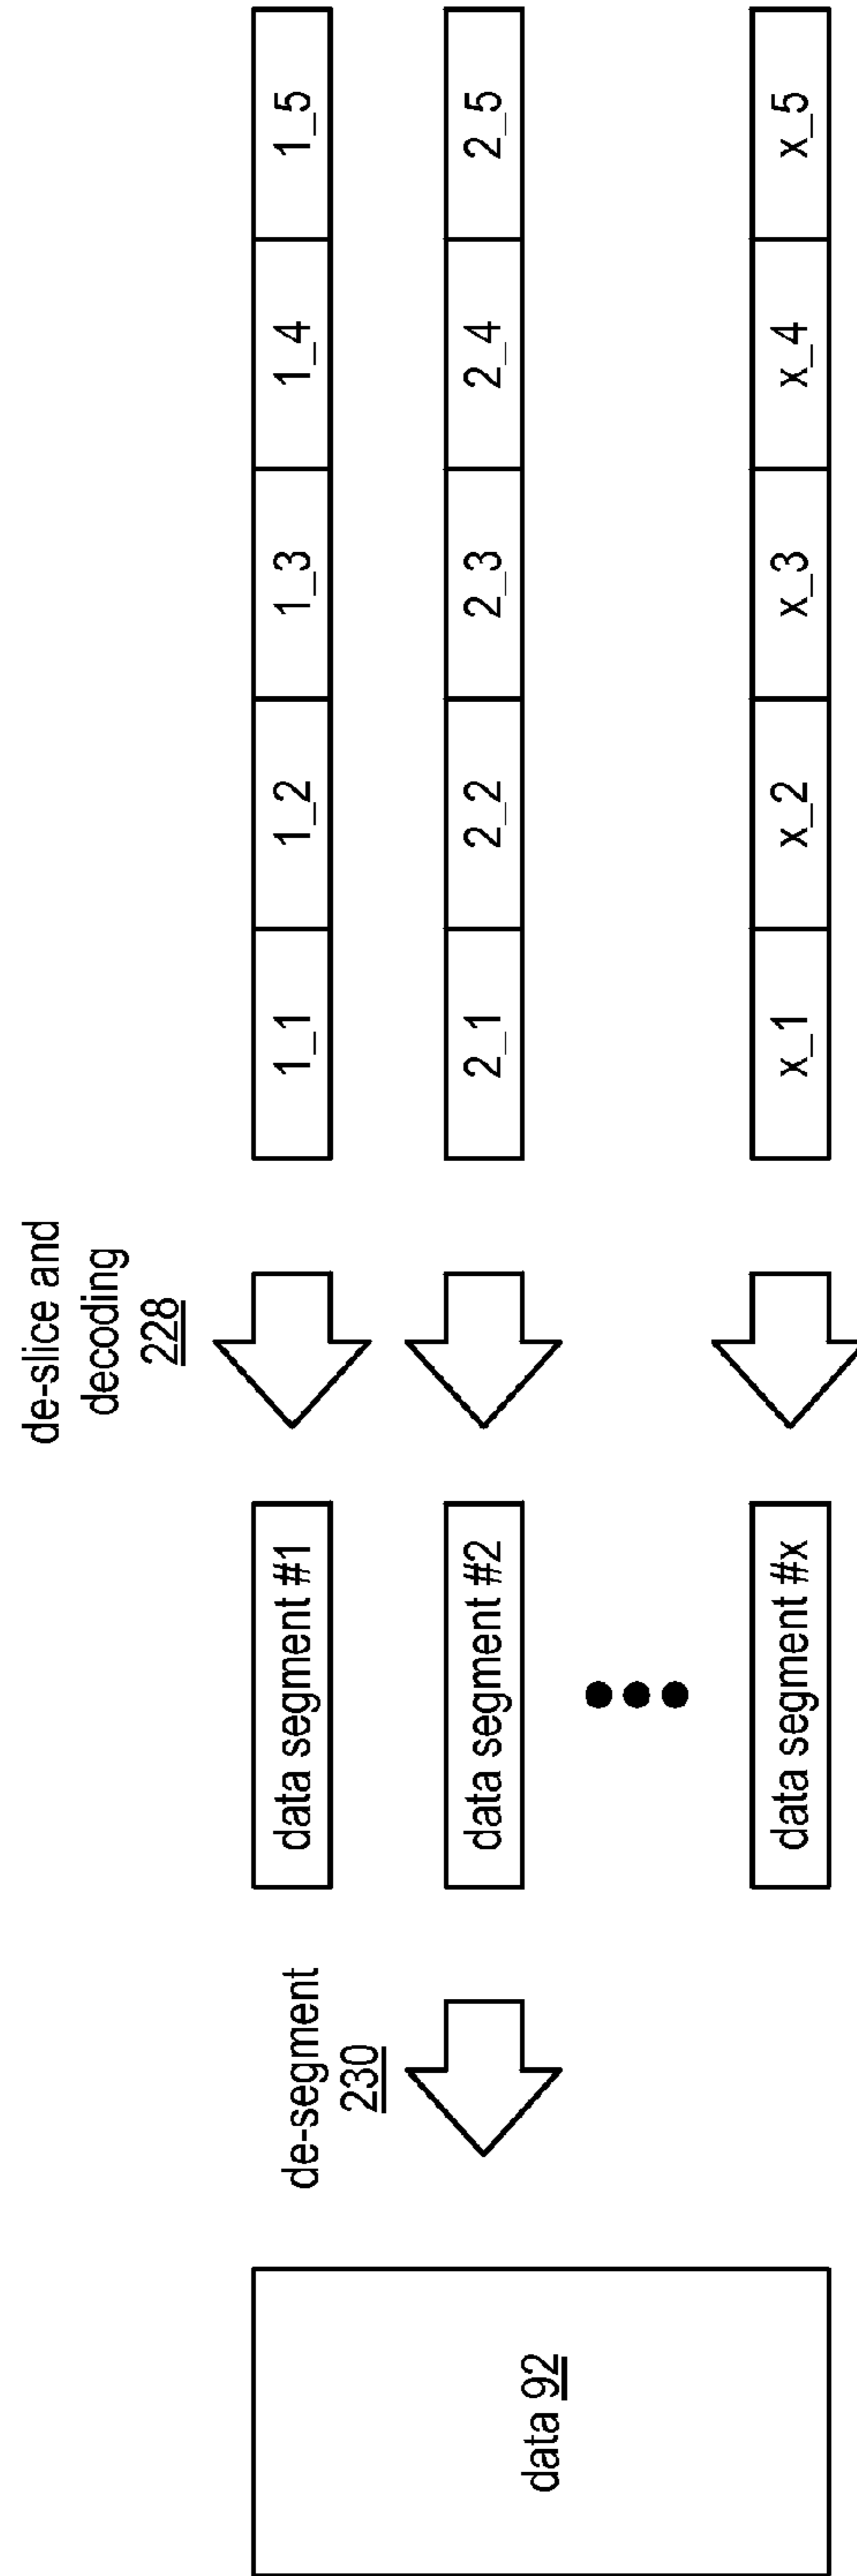 de-slice and
decoding
228
1_1 1_2 1_3 1_4 1_5
data segment #1
2_1 2_2 2_3 2_4 2_5
data segment #2
x_1 x_2 x_3 x_4 x_5
data segment #x
de-segment
230
data 92